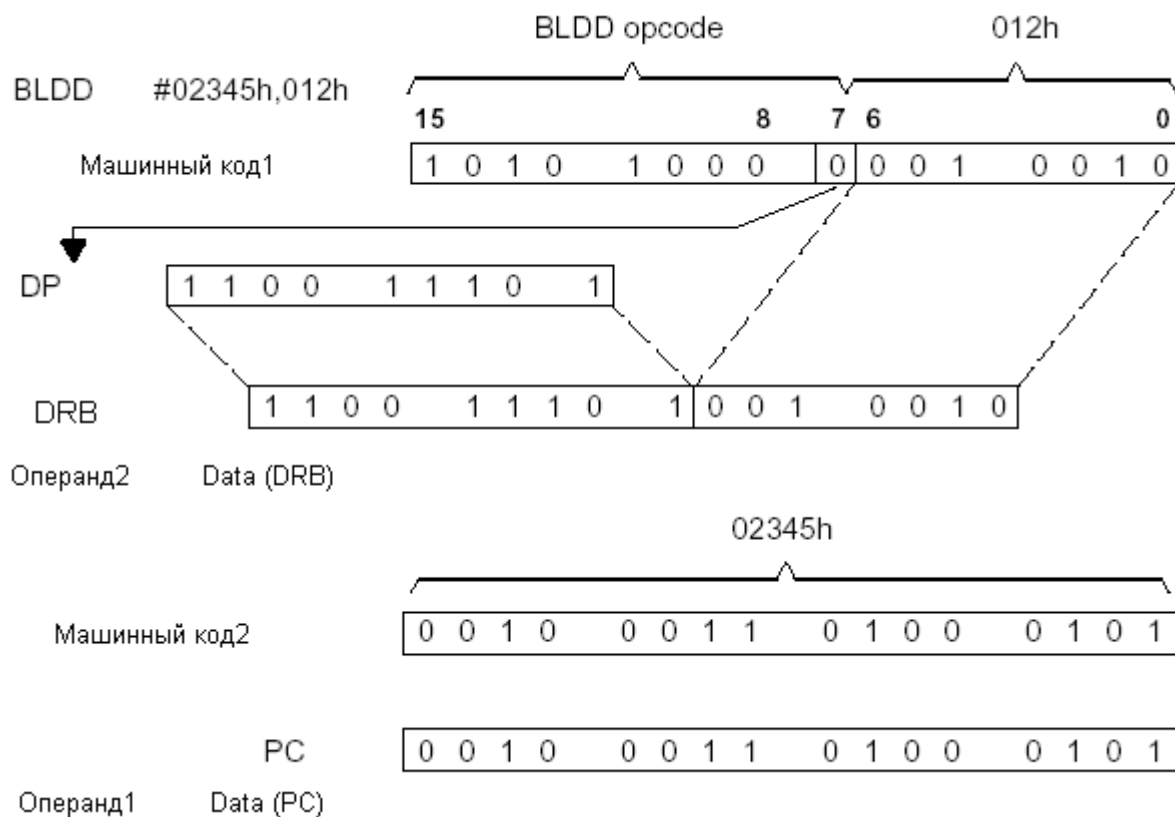 BLDD opcode 012h
BLDD #02345h,012h
15 8 7 6 0
Машинный код1 1 0 1 0 1 0 0 0 0 0 0 1 0 0 1 0
DP 1 1 0 0 1 1 1 0 1
DRB 1 1 0 0 1 1 1 0 1 0 0 1 0 0 1 0
Операнд2 Data (DRB)
02345h
Машинный код2 0 0 1 0 0 0 1 1 0 1 0 0 0 1 0 1
PC 0 0 1 0 0 0 1 1 0 1 0 0 0 1 0 1
Операнд1 Data (PC)